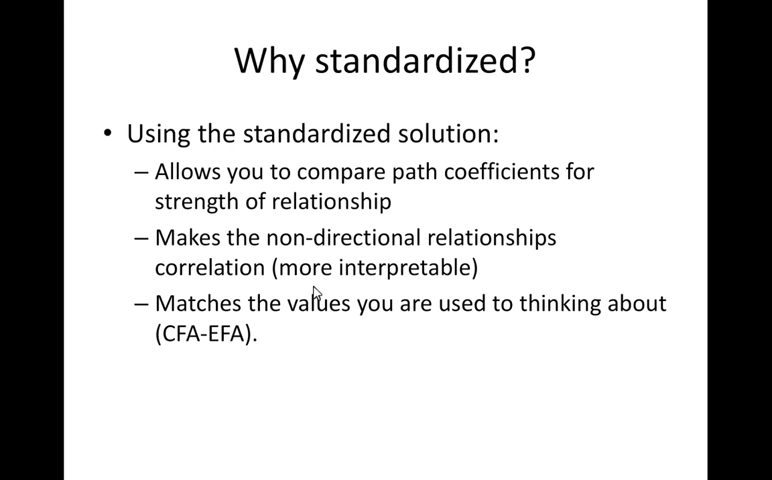 Why standardized?
• Using the standardized solution:
– Allows you to compare path coefficients for
strength of relationship
– Makes the non-directional relationships
correlation (more interpretable)
– Matches the values you are used to thinking about
(CFA-EFA).